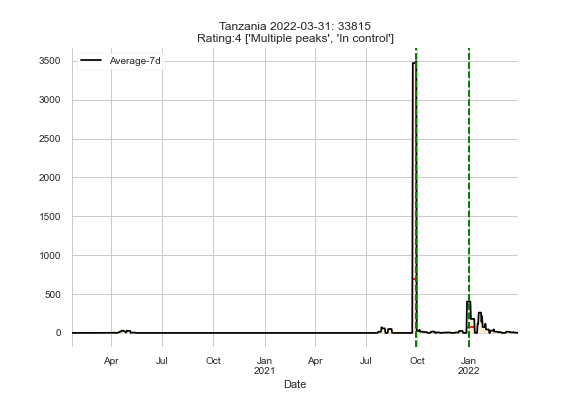 Tanzania 2022-03-31: 33815
Rating:4 ['Multiple peaks', 'In control']
Average-7d
3500
3000
2500
2000
1500
1000
500
0
Apr Jul Oct Jan Apr Jul Oct Jan
2021 2022
Date